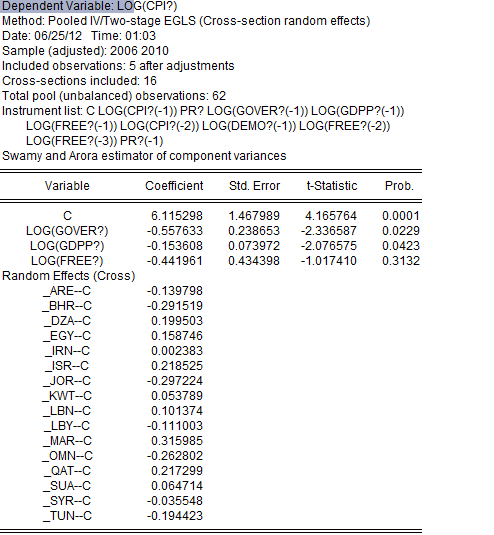 Dependent Variable: LOG(CPI?)
Method: Pooled IV/Two-stage EGLS (Cross-section random effects)
Date: 06/25/12 Time: 01:03
Sample (adjusted): 2006 2010
Included observations: 5 after adjustments
Cross-sections included: 16
Total pool (unbalanced) observations: 62
Instrument list: C LOG(CPI?(-1)) PR? LOG(GOVER?(-1)) LOG(GDPP?(-1))
LOG(FREE?(-1)) LOG(CPI?(-2)) LOG(DEMO?(-1)) LOG(FREE?(-2))
LOG(FREE?(-3)) PR?(-1)
Swamy and Arora estimator of component variances
Variable Coefficient Std. Error t-Statistic Prob.
C 6.115298 1.467989 4.165764 0.0001
LOG(GOVER?) -0.557633 0.238653 -2.336587 0.0229
LOG(GDPP?) -0.153608 0.073972 -2.076575 0.0423
LOG(FREE?) -0.441961 0.434398 -1.017410 0.3132
Random Effects (Cross)
_ARE--C -0.139798
_BHR--C -0.291519
_DZA--C 0.199503
_EGY--C 0.158746
_IRN--C 0.002383
_ISR--C 0.218525
_JOR--C -0.297224
_KWT--C 0.053789
_LBN--C 0.101374
_LBY--C -0.111003
_MAR--C 0.315985
_OMN--C -0.262802
_QAT--C 0.217299
_SUA--C 0.064714
_SYR--C -0.035548
_TUN--C -0.194423